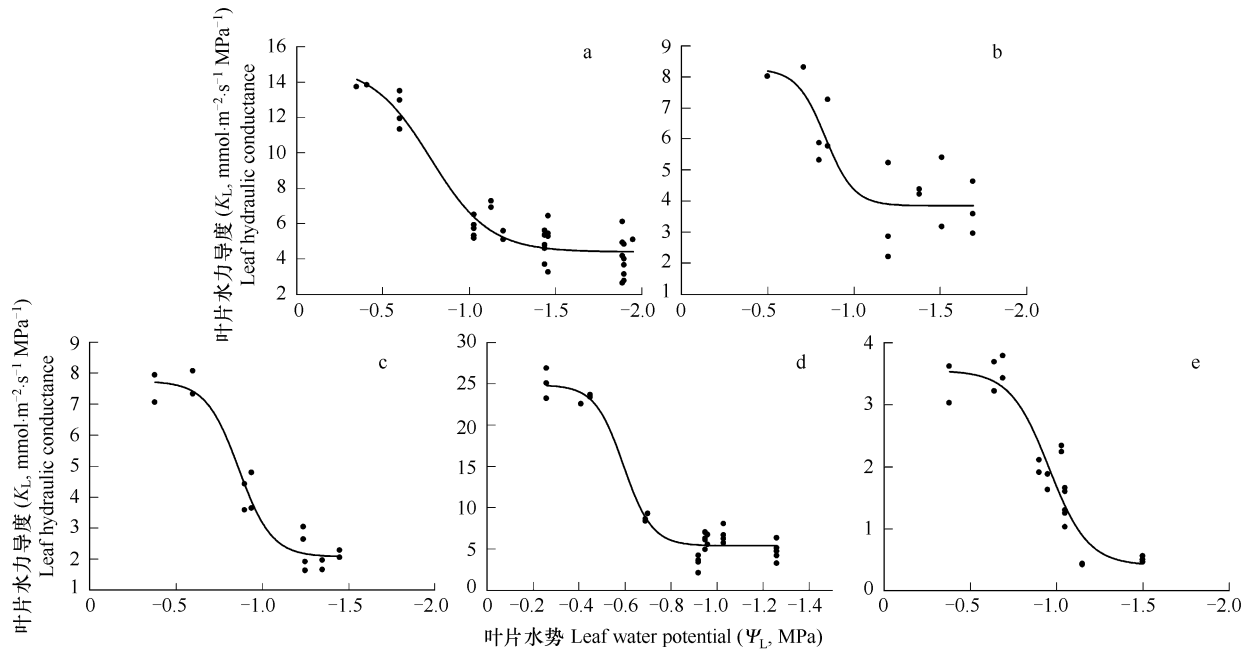 叶片水力导度 (KL, mmol·m−2·s−1 MPa−1)
Leaf hydraulic conductance
a
16
14
12
10
8
6
4
2
0 −0.5 −1.0 −1.5 −2.0
b
9
8
7
6
5
4
3
2
1
0 −0.5 −1.0 −1.5 −2.0
叶片水力导度 (KL, mmol·m−2·s−1 MPa−1)
Leaf hydraulic conductance
c
9
8
7
6
5
4
3
2
1
0 −0.5 −1.0 −1.5 −2.0
d
30
25
20
15
10
5
0
0 −0.2 −0.4 −0.6 −0.8 −1.0 −1.2 −1.4
e
4
3
2
1
0
0 −0.5 −1.0 −1.5 −2.0
叶片水势 Leaf water potential (ΨL, MPa)